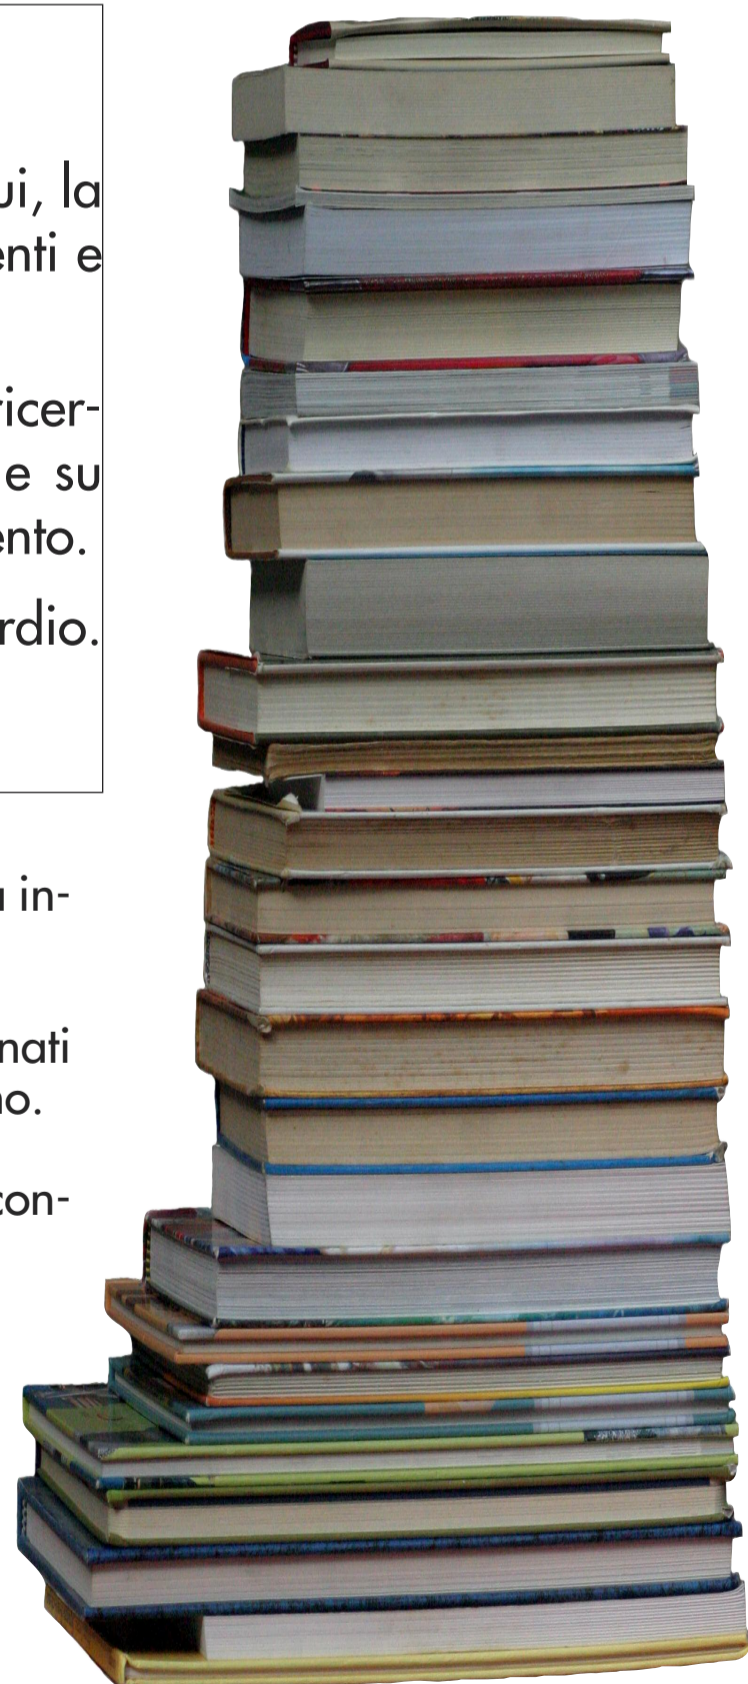 ui, la
enti e
ricer-
e su
ento.
rdio.
in-
nati
no.
con-